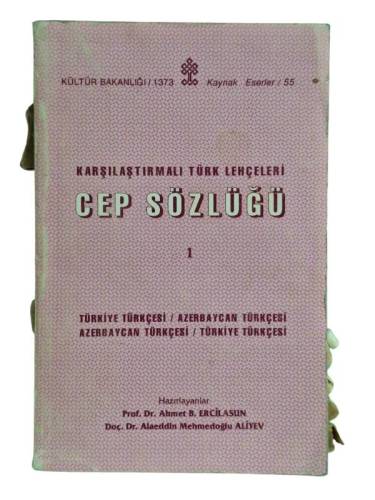 KÜLTÜR BAKANLIĞI / 1373 Kaynak Eserler / 55
KARŞILAŞTIRMALI TÜRK LEHÇELERİ
CEP SÖZLÜĞÜ
1
TÜRKİYE TÜRKÇESİ / AZERBAYCAN TÜRKÇESİ
AZERBAYCAN TÜRKÇESİ / TÜRKİYE TÜRKÇESİ
Hazırlayanlar
Prof. Dr. Ahmet B. ERCİLASUN
Doç. Dr. Alaeddin Mehmedoğlu ALİYEV